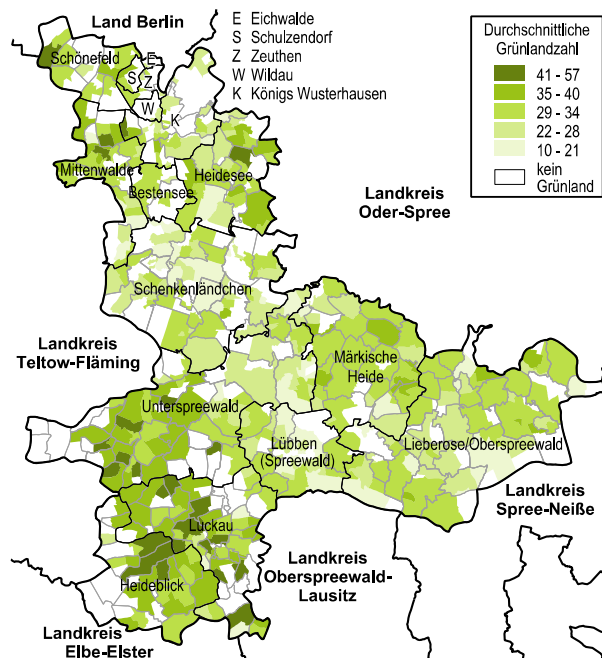 Land Berlin
E Eichwalde
S Schulzendorf
Z Zeuthen
W Wildau
K Königs Wusterhausen
Durchschnittliche
Grünlandzahl
41 - 57
35 - 40
29 - 34
22 - 28
10 - 21
kein
Grünland
Schönefeld
E
S
Z
W
K
Mittenwalde
Bestensee
Heidesee
Landkreis
Oder-Spree
Schenkenländchen
Landkreis
Teltow-Fläming
Märkische
Heide
Unterspreewald
Lübben
(Spreewald)
Lieberose/Oberspreewald
Landkreis
Spree-Neiße
Luckau
Landkreis
Oberspreewald-
Lausitz
Heideblick
Landkreis
Elbe-Elster